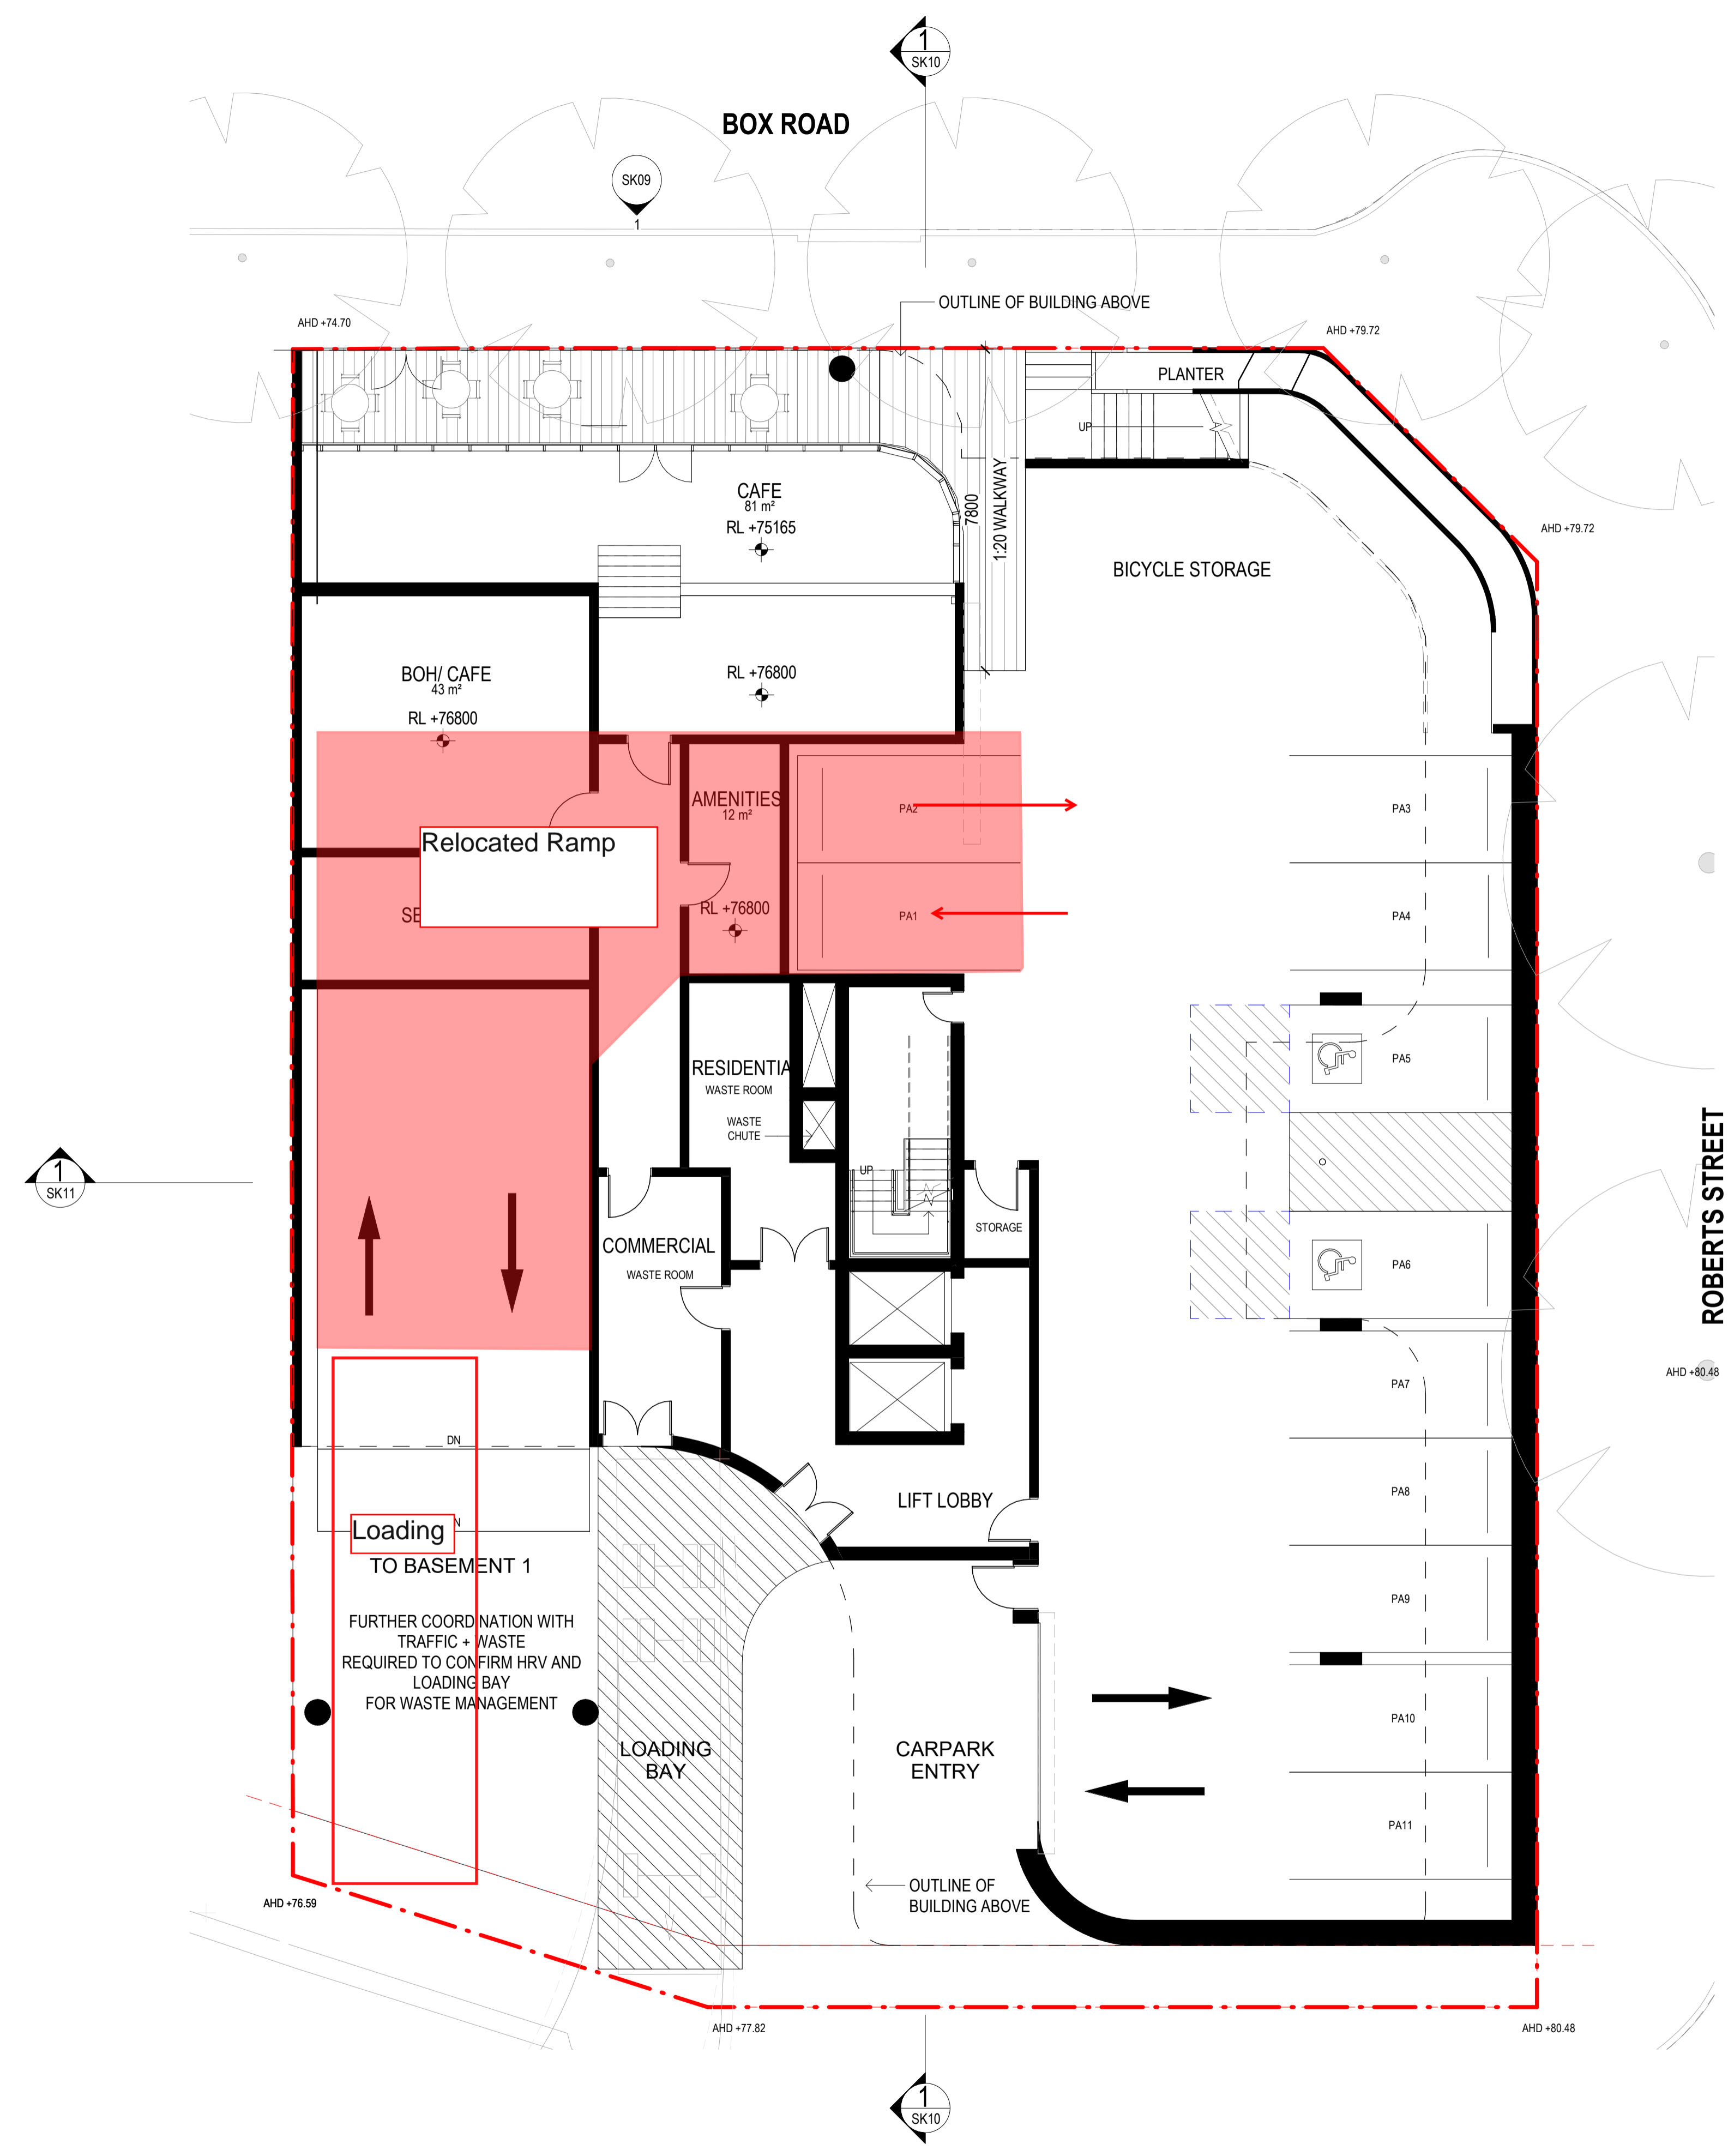 1
SK10
BOX ROAD
SK09
1
OUTLINE OF BUILDING ABOVE
AHD +74.70
AHD +79.72
PLANTER
UP
AHD +79.72
CAFE
81 m²
RL +75165
7800
1:20 WALKWAY
BICYCLE STORAGE
BOH/ CAFE
43 m²
RL +76800
RL +76800
AMENITIES
12 m²
PA2
PA3
Relocated Ramp
SE
RL +76800
PA1
PA4
RESIDENTIA
WASTE ROOM
WASTE
CHUTE
PA5
UP
1
SK11
STORAGE
COMMERCIAL
WASTE ROOM
PA6
ROBERTS STREET
AHD +80.48
PA7
DN
PA8
LIFT LOBBY
Loading
N
TO BASEMENT 1
PA9
FURTHER COORDINATION WITH
TRAFFIC + WASTE
REQUIRED TO CONFIRM HRV AND
LOADING BAY
FOR WASTE MANAGEMENT
LOADING
BAY
CARPARK
ENTRY
PA10
PA11
OUTLINE OF
BUILDING ABOVE
AHD +76.59
AHD +77.82
AHD +80.48
1
SK10